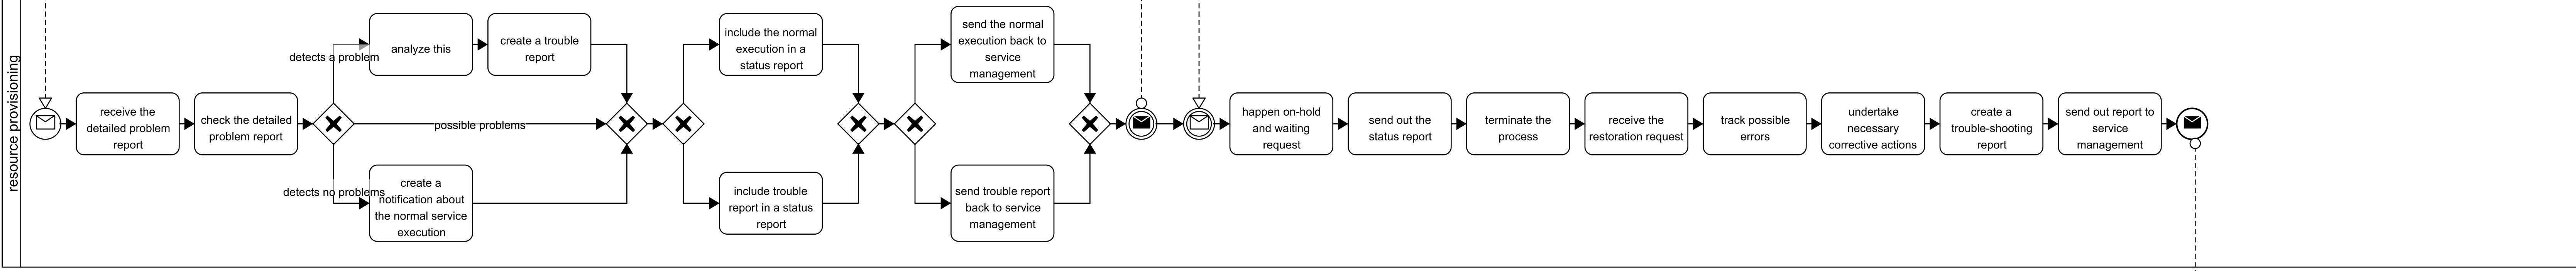 resource provisioning
receive the
detailed problem
report
check the detailed
problem report
detects a problem
possible problems
detects no problems
analyze this
create a trouble
report
create a
notification about
the normal service
execution
include the normal
execution in a
status report
include trouble
report in a status
report
send the normal
execution back to
service
management
send trouble report
back to service
management
happen on-hold
and waiting
request
send out the
status report
terminate the
process
receive the
restoration request
track possible
errors
undertake
necessary
corrective actions
create a
trouble-shooting
report
send out report to
service
management